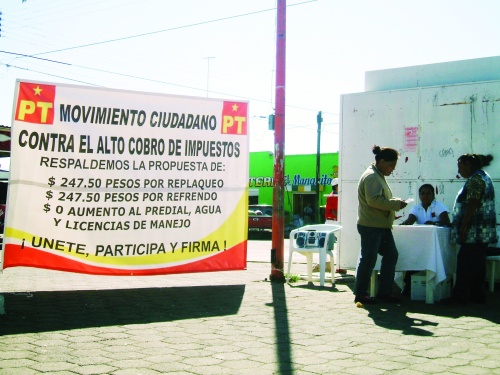 PT MOVIMIENTO CIUDADANO PT
CONTRA EL ALTO COBRO DE IMPUESTOS
RESPALDEMOS LA PROPUESTA DE:
$ 247.50 PESOS POR REPLAQUEO
$ 247.50 PESOS POR REFRENDO
$ 0 AUMENTO AL PREDIAL, AGUA
Y LICENCIAS DE MANEJO
¡ UNETE, PARTICIPA Y FIRMA !